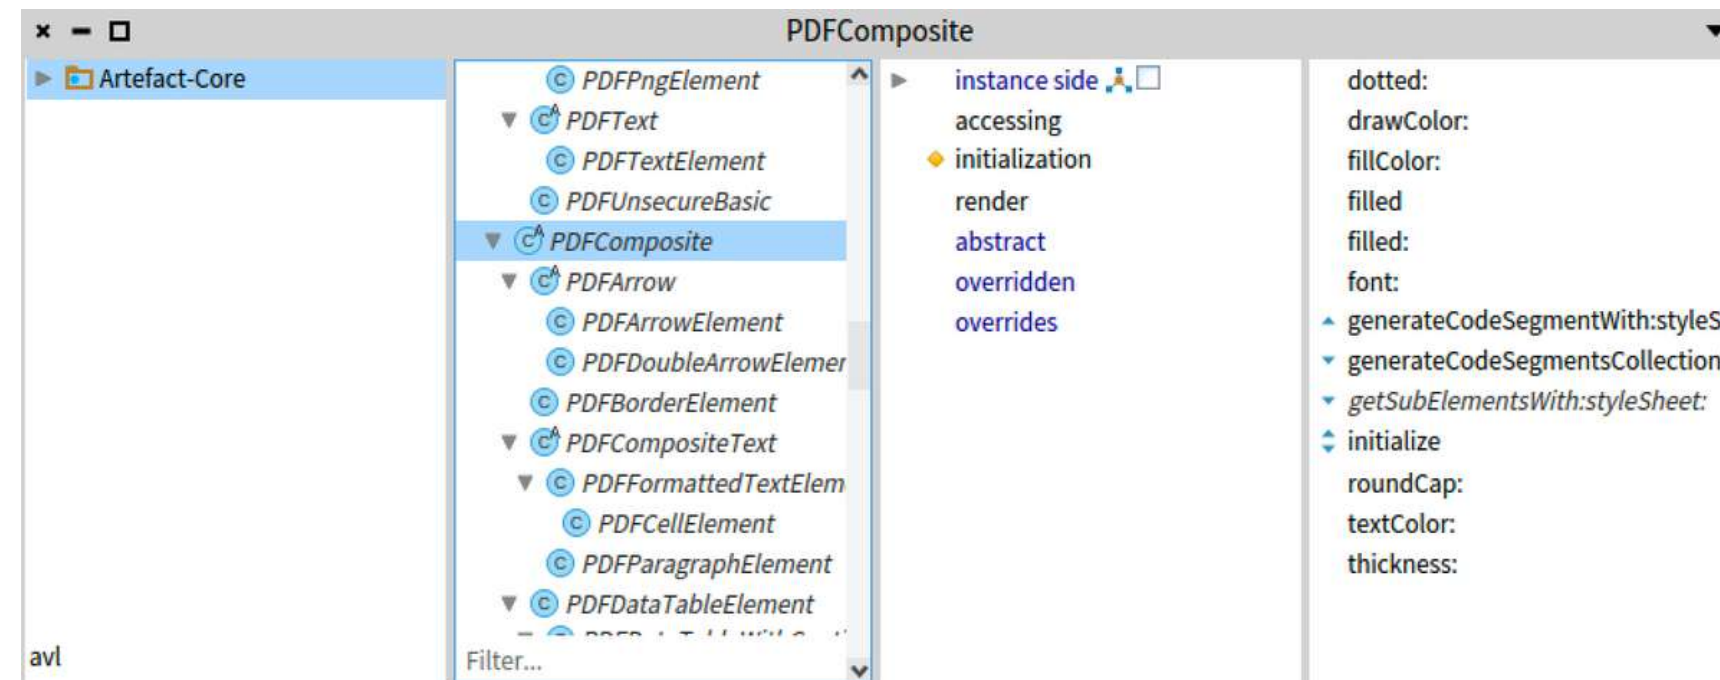 PDFComposite
Artefact-Core
avl
PDFPngElement
PDFText
PDFTextElement
PDFUnsecureBasic
PDFComposite
PDFArrow
PDFArrowElement
PDFDoubleArrowElemen
PDFBorderElement
PDFCompositeText
PDFFormattedTextElem
PDFCellElement
PDFParagraphElement
PDFDataTableElement
Filter...
instance side
accessing
initialization
render
abstract
overridden
overrides
dotted:
drawColor:
fillColor:
filled
filled:
font:
generateCodeSegmentWith:styleS
generateCodeSegmentsCollection
getSubElementsWith:styleSheet:
initialize
roundCap:
textColor:
thickness: